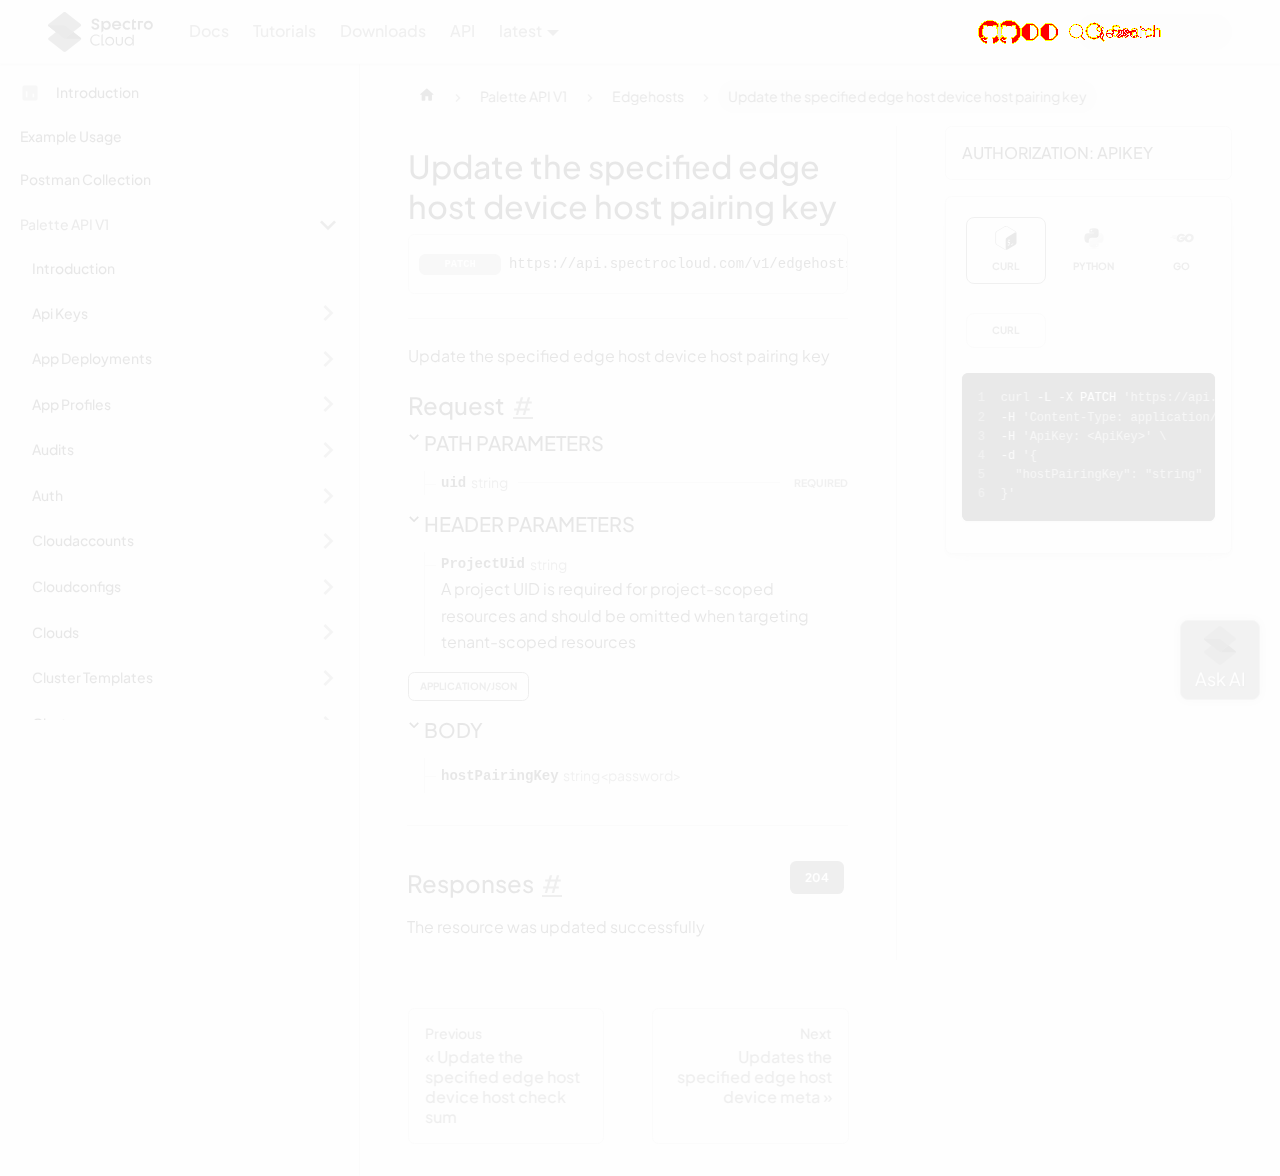 Spectro Cloud
Docs
Tutorials
Downloads
API
latest
Search
Introduction
Example Usage
Postman Collection
Palette API V1
Introduction
Api Keys
App Deployments
App Profiles
Audits
Auth
Cloudaccounts
Cloudconfigs
Clouds
Cluster Templates
Palette API V1
Edgehosts
Update the specified edge host device host pairing key
Update the specified edge
host device host pairing key
PATCH
https://api.spectrocloud.com/v1/edgehosts
Update the specified edge host device host pairing key
Request #
PATH PARAMETERS
uid string
REQUIRED
HEADER PARAMETERS
ProjectUid string
A project UID is required for project-scoped
resources and should be omitted when targeting
tenant-scoped resources
APPLICATION/JSON
BODY
hostPairingKey string<password>
Responses #
204
The resource was updated successfully
Previous
« Update the
specified edge host
device host check
sum
Next
Updates the
specified edge host
device meta »
AUTHORIZATION: APIKEY
CURL
PYTHON
GO
CURL
1 curl -L -X PATCH 'https://api.
2 -H 'Content-Type: application/
3 -H 'ApiKey: <ApiKey>' \
4 -d '{
5 "hostPairingKey": "string"
6 }'
Ask AI